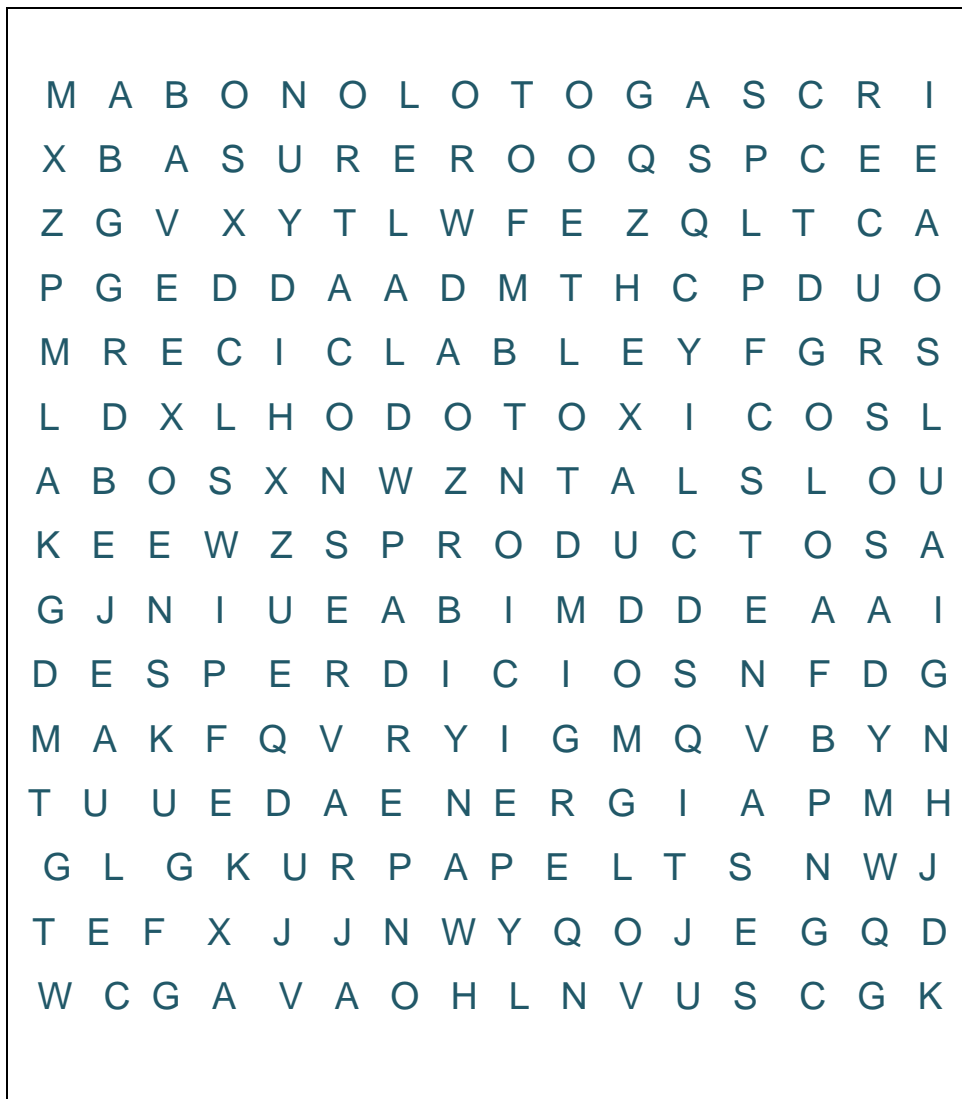 M A B O N O L O T O G A S C R I
X B A S U R E R O O Q S P C E E
Z G V X Y T L W F E Z Q L T C A
P G E D D A A D M T H C P D U O
M R E C I C L A B L E Y F G R S
L D X L H O D O T O X I C O S L
A B O S X N W Z N T A L S L O U
K E E W Z S P R O D U C T O S A
G J N I U E A B I M D D E A A I
D E S P E R D I C I O S N F D G
M A K F Q V R Y I G M Q V B Y N
T U U E D A E N E R G I A P M H
G L G K U R P A P E L T S N W J
T E F X J J N W Y Q O J E G Q D
W C G A V A O H L N V U S C G K